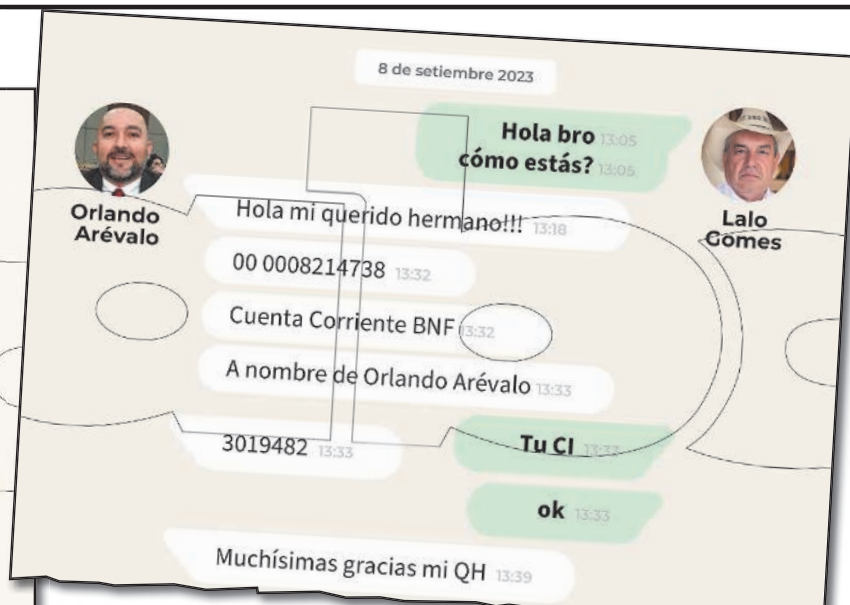 8 de setiembre 2023
Hola bro 13:05
cómo estás? 13:05
Orlando
Arévalo
Lalo
Gomes
Hola mi querido hermano!!! 13:18
00 0008214738 13:32
Cuenta Corriente BNF 13:32
A nombre de Orlando Arévalo 13:33
3019482 13:33
Tu CI 13:33
ok 13:33
Muchísimas gracias mi QH 13:39